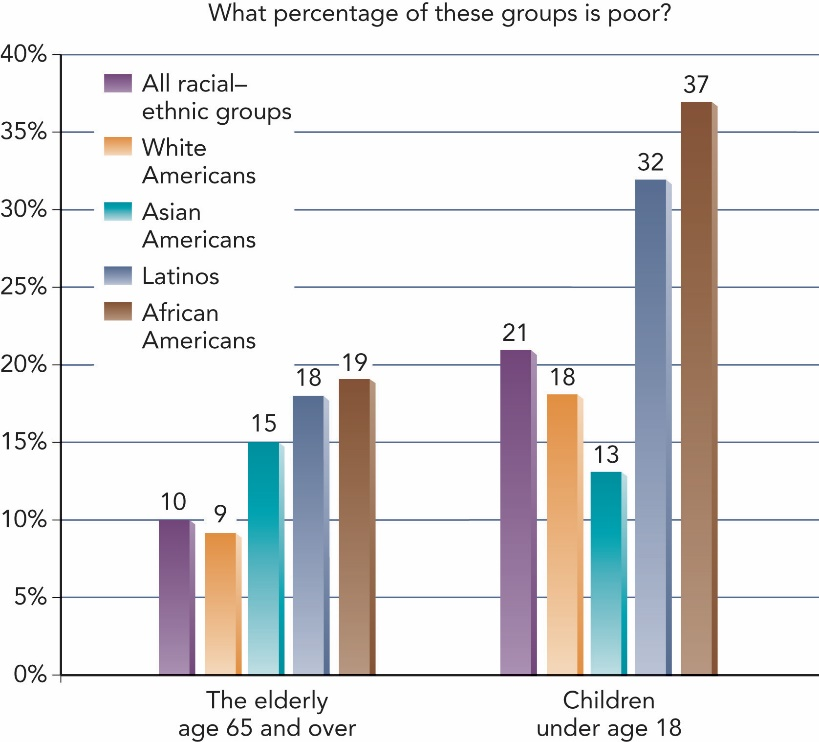 What percentage of these groups is poor?
40%
35%
30%
25%
20%
15%
10%
5%
0%
All racial–
ethnic groups
White
Americans
Asian
Americans
Latinos
African
Americans
10
9
15
18
19
21
18
13
32
37
The elderly
age 65 and over
Children
under age 18